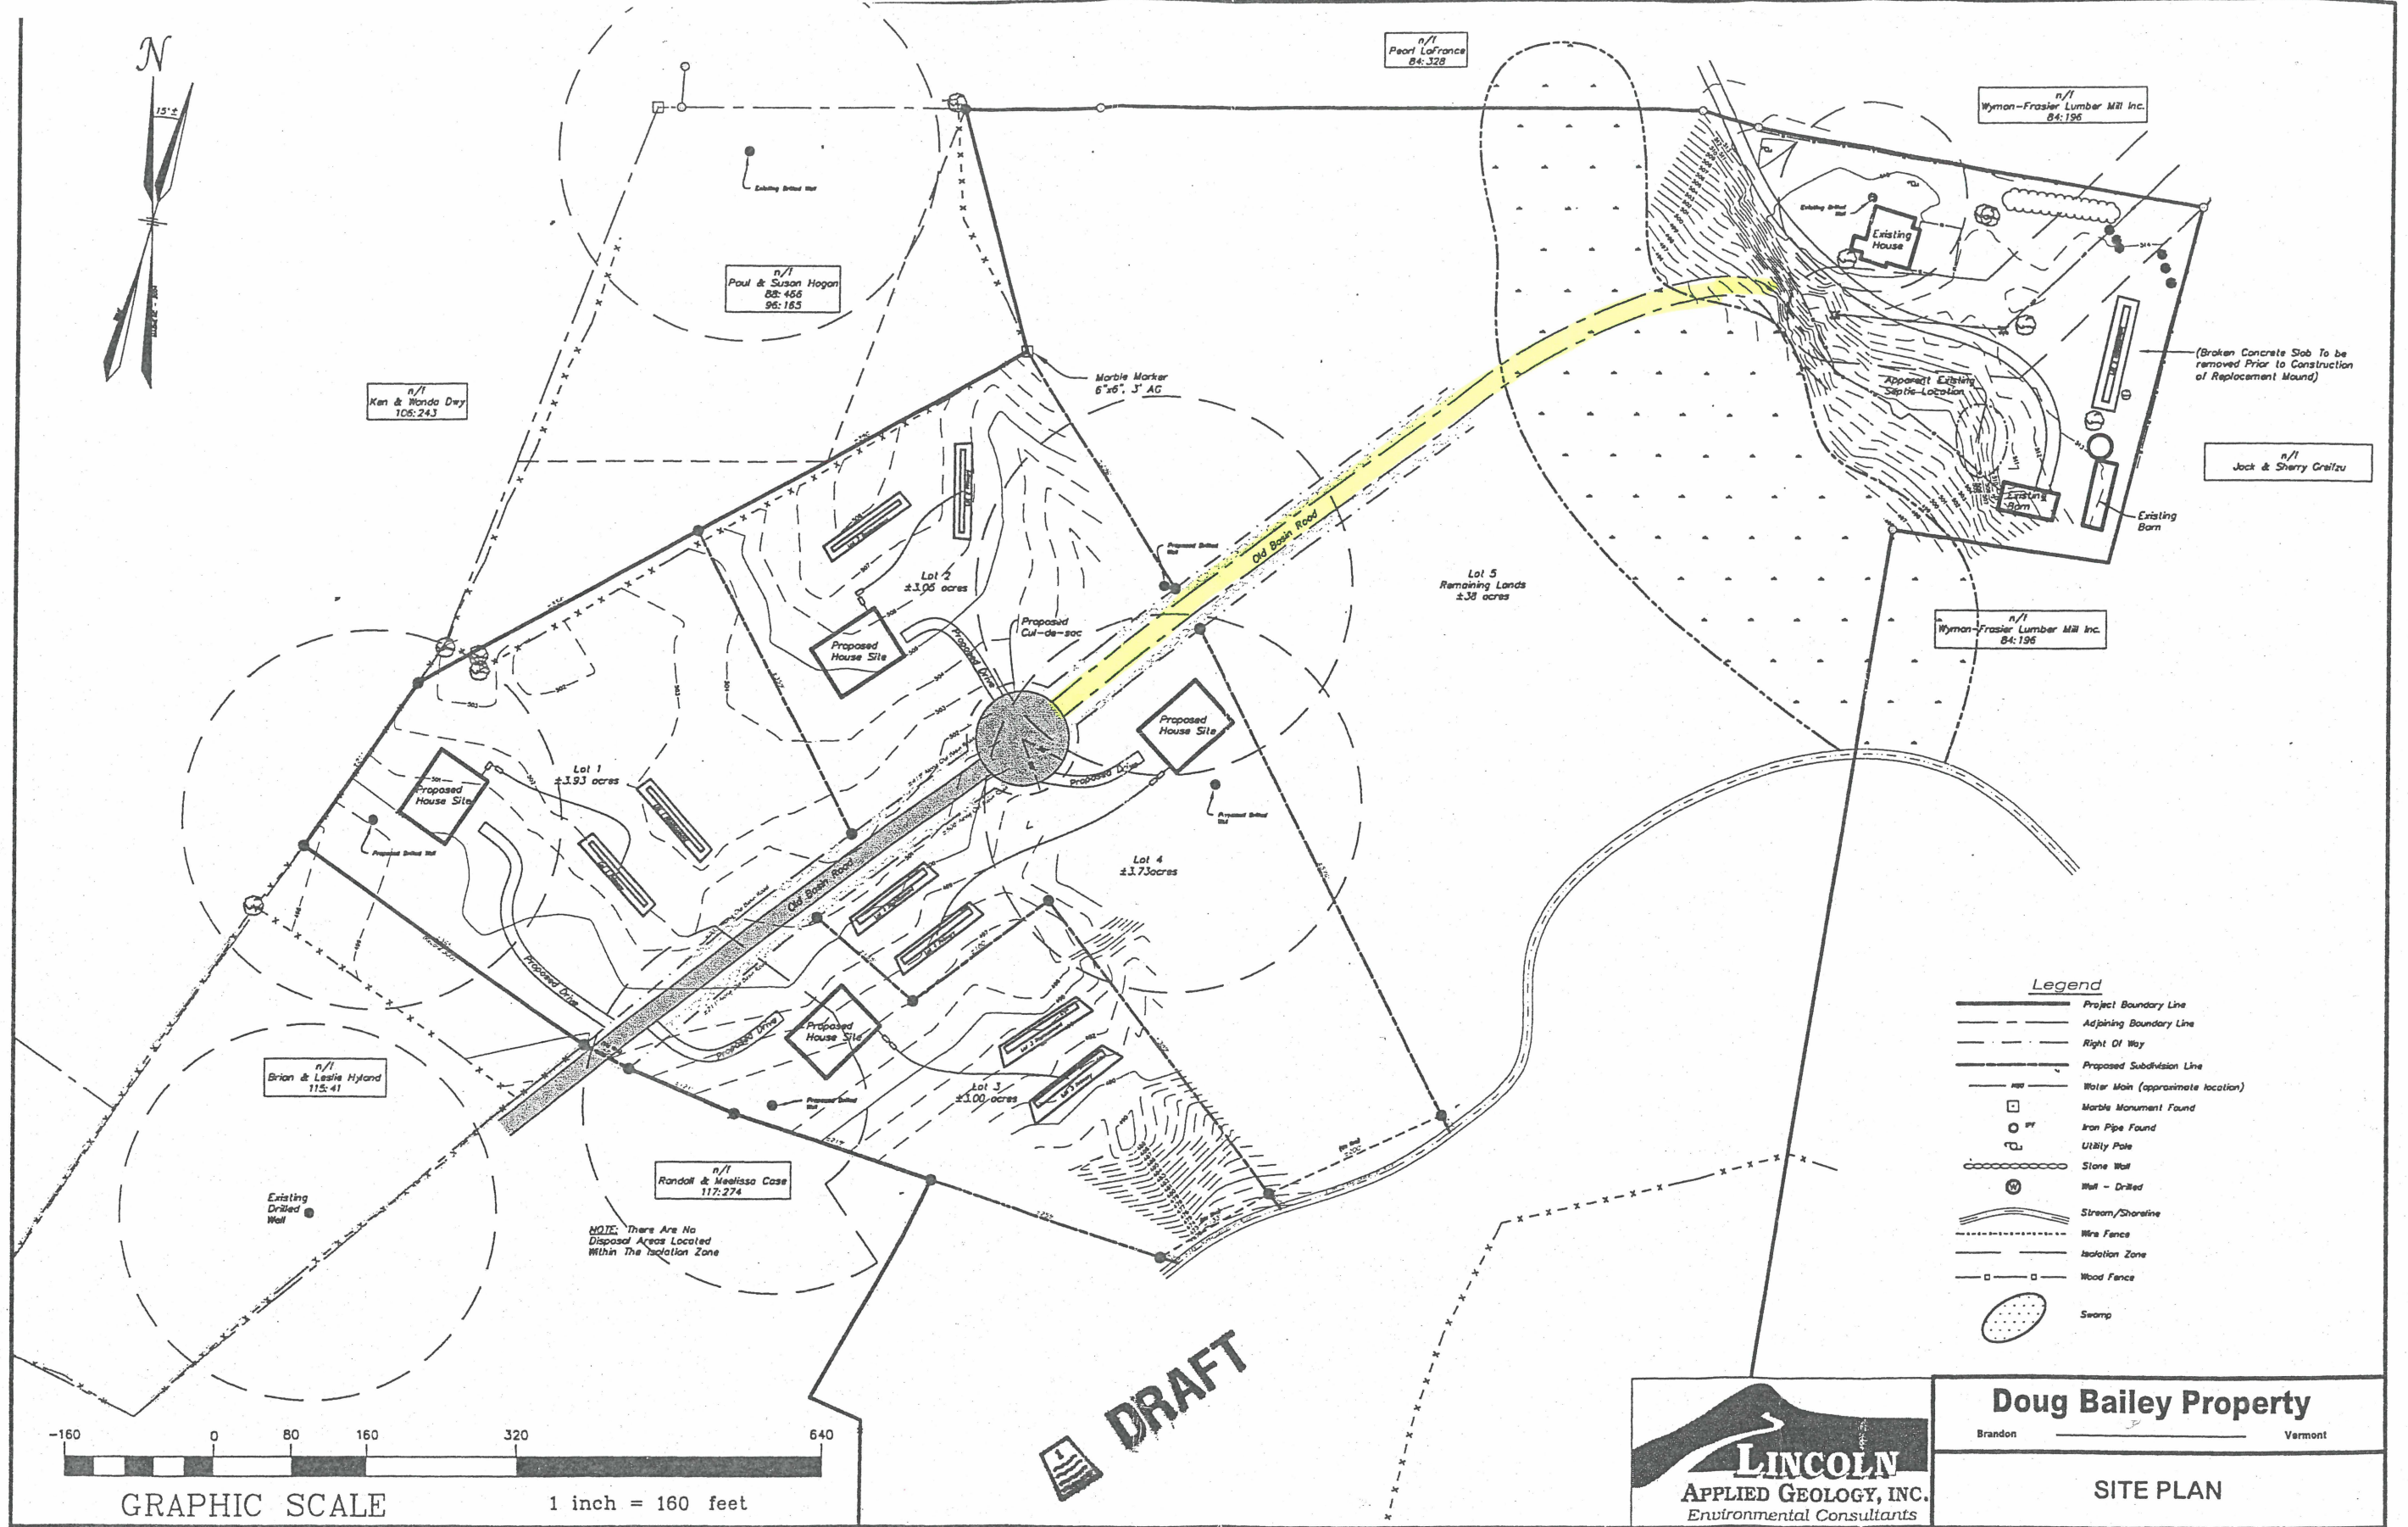 N
15'±
n/f
Pearl LaFrance
84:328
n/f
Wyman-Frasier Lumber Mill Inc.
84:196
Existing Drilled Well
n/f
Paul & Susan Hogan
88:466
96:165
Existing Drilled
Well
Existing
House
n/f
Ken & Wanda Dwy
106:243
Marble Marker
6"x6", 3' AG
(Broken Concrete Slab To be
removed Prior to Construction
of Replacement Mound)
Apparent Existing
Septic Location
n/f
Jack & Sherry Greifzu
Existing
Barn
Existing
Barn
Old Basin Road
Proposed Drilled
Well
Lot 2
±3.06 acres
Lot 5
Remaining Lands
±38 acres
n/f
Wyman-Frasier Lumber Mill Inc.
84:196
Proposed
Cul-de-sac
Proposed
House Site
Proposed Drive
Proposed
House Site
Lot 1
±3.93 acres
Proposed
House Site
Proposed Drive
Proposed Drilled
Well
Proposed Drilled Well
Lot 4
±3.73acres
Old Basin Road
Proposed Drive
Proposed
House Site
Proposed Drive
Lot 3
±3.00 acres
Proposed Drilled
Well
n/f
Brian & Leslie Hyland
115:41
n/f
Randall & Meelissa Case
117:274
Existing
Drilled
Well
NOTE: There Are No
Disposal Areas Located
Within The Isolation Zone
Legend
Project Boundary Line
Adjoining Boundary Line
Right Of Way
Proposed Subdivision Line
Water Main (approximate location)
Marble Monument Found
IPF
Iron Pipe Found
Utility Pole
Stone Wall
W
Well - Drilled
Stream/Shoreline
Wire Fence
Isolation Zone
Wood Fence
Swamp
DRAFT
-160 0 80 160 320 640
GRAPHIC SCALE
1 inch = 160 feet
LINCOLN
APPLIED GEOLOGY, INC.
Environmental Consultants
Doug Bailey Property
Brandon Vermont
SITE PLAN